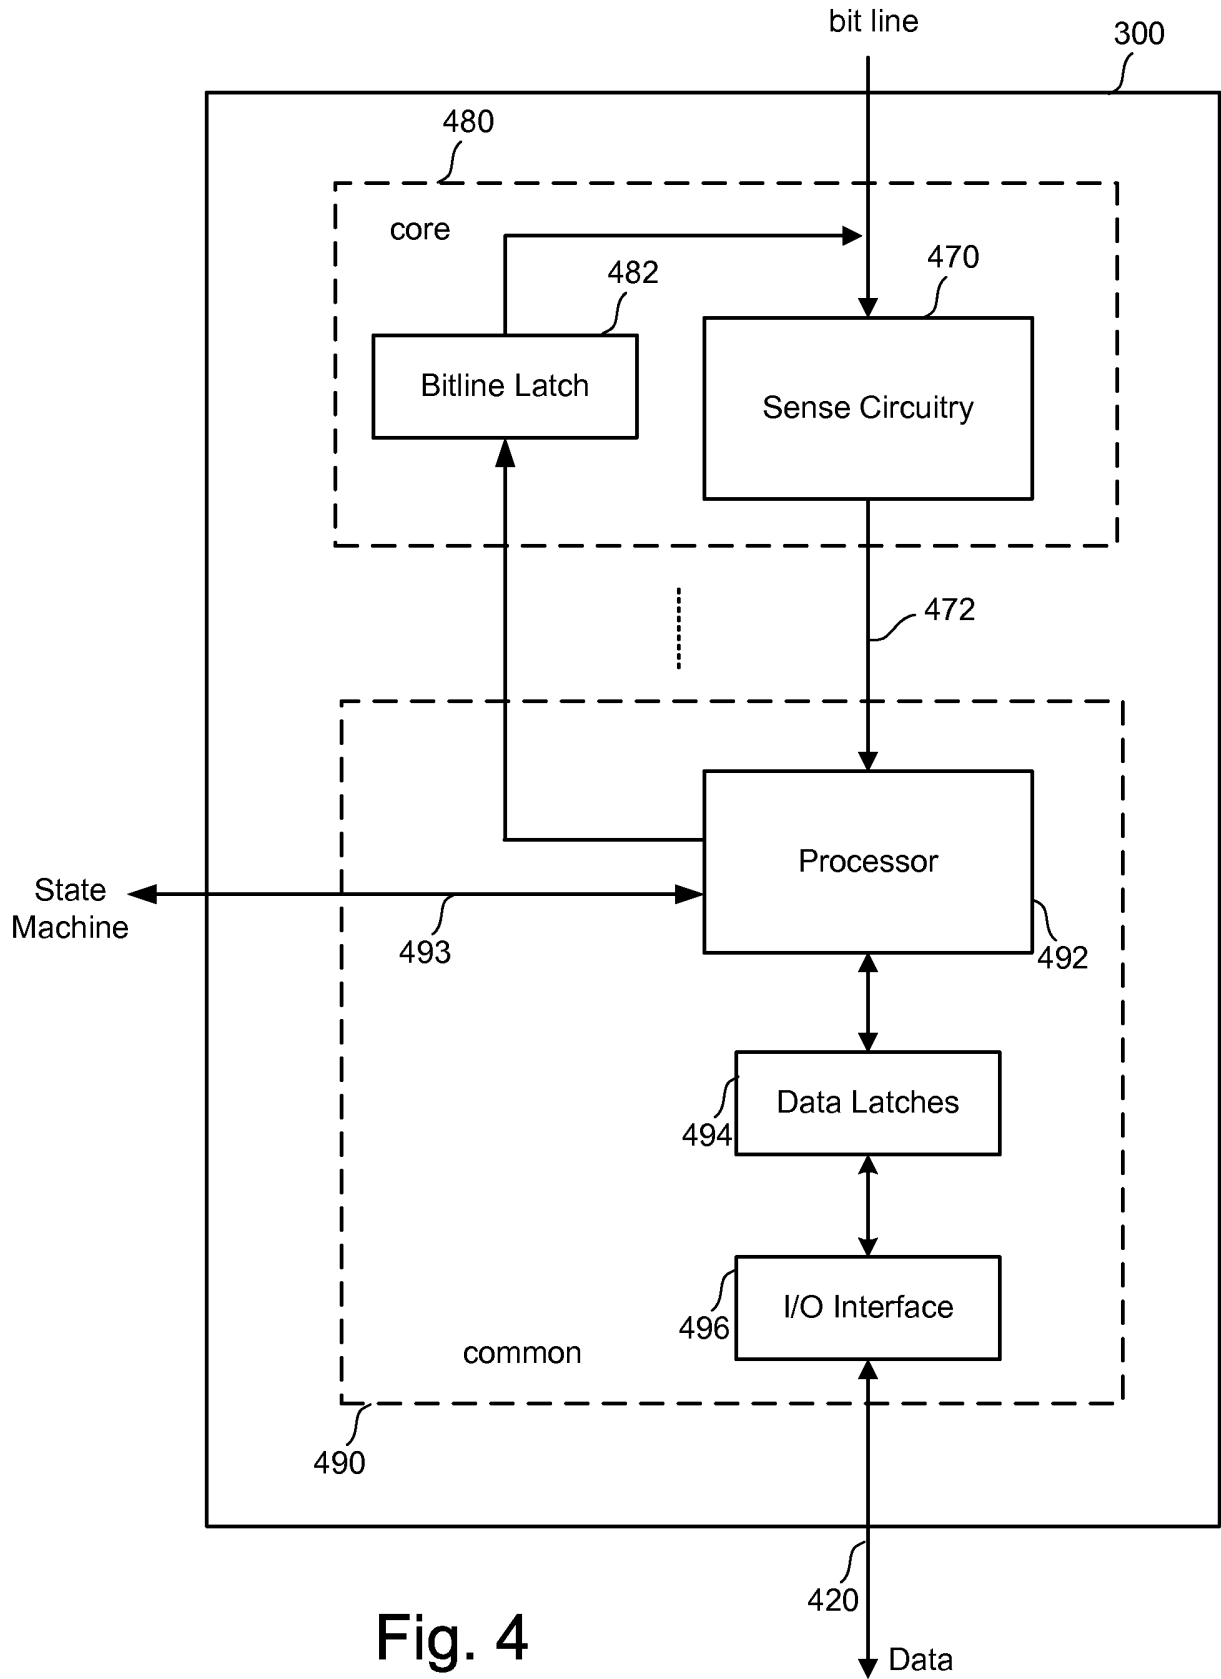 bit line
300
480
core
482
470
Bitline Latch
Sense Circuitry
472
Processor
State
Machine
493
492
Data Latches
494
I/O Interface
496
common
490
420
Fig. 4
Data